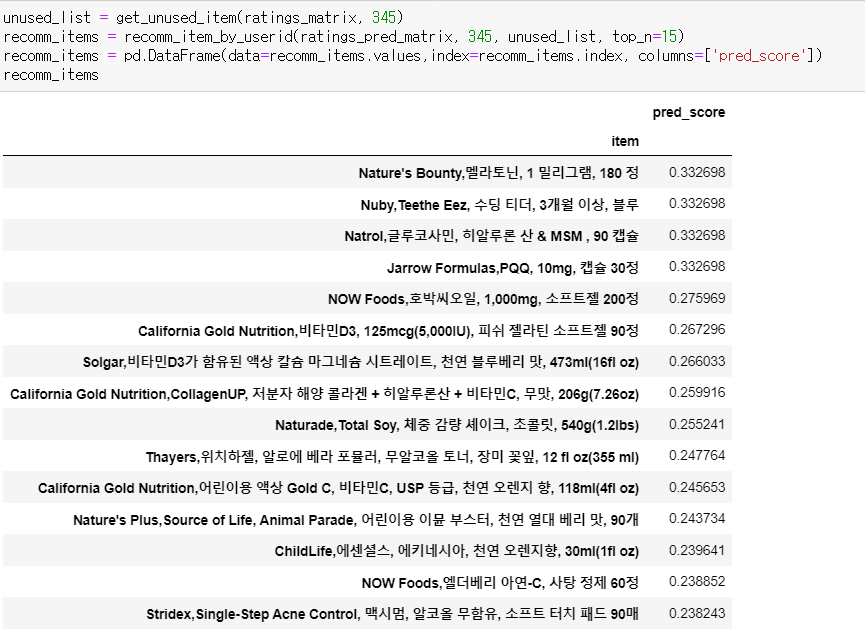 unused_list = get_unused_item(ratings_matrix, 345)
recomm_items = recomm_item_by_userid(ratings_pred_matrix, 345, unused_list, top_n=15)
recomm_items = pd.DataFrame(data=recomm_items.values,index=recomm_items.index, columns=['pred_score'])
recomm_items
pred_score
item
Nature's Bounty,멜라토닌, 1 밀리그램, 180 정 0.332698
Nuby,Teethe Eez, 수딩 티더, 3개월 이상, 블루 0.332698
Natrol,글루코사민, 히알루론 산 & MSM , 90 캡슐 0.332698
Jarrow Formulas,PQQ, 10mg, 캡슐 30정 0.332698
NOW Foods,호박씨오일, 1,000mg, 소프트젤 200정 0.275969
California Gold Nutrition,비타민D3, 125mcg(5,000IU), 피쉬 젤라틴 소프트젤 90정 0.267296
Solgar,비타민D3가 함유된 액상 칼슘 마그네슘 시트레이트, 천연 블루베리 맛, 473ml(16fl oz) 0.266033
California Gold Nutrition,CollagenUP, 저분자 해양 콜라겐 + 히알루론산 + 비타민C, 무맛, 206g(7.26oz) 0.259916
Naturade,Total Soy, 체중 감량 셰이크, 초콜릿, 540g(1.2lbs) 0.255241
Thayers,위치하젤, 알로에 베라 포뮬러, 무알코올 토너, 장미 꽃잎, 12 fl oz(355 ml) 0.247764
California Gold Nutrition,어린이용 액상 Gold C, 비타민C, USP 등급, 천연 오렌지 향, 118ml(4fl oz) 0.245653
Nature's Plus,Source of Life, Animal Parade, 어린이용 이뮨 부스터, 천연 열대 베리 맛, 90개 0.243734
ChildLife,에센셜스, 에키네시아, 천연 오렌지향, 30ml(1fl oz) 0.239641
NOW Foods,엘더베리 아연-C, 사탕 정제 60정 0.238852
Stridex,Single-Step Acne Control, 맥시멈, 알코올 무함유, 소프트 터치 패드 90매 0.238243